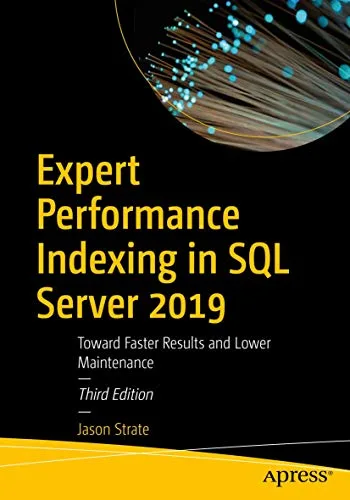 Expert
Performance
Indexing in SQL
Server 2019
Toward Faster Results and Lower
Maintenance
—
Third Edition
—
Jason Strate
Apress®